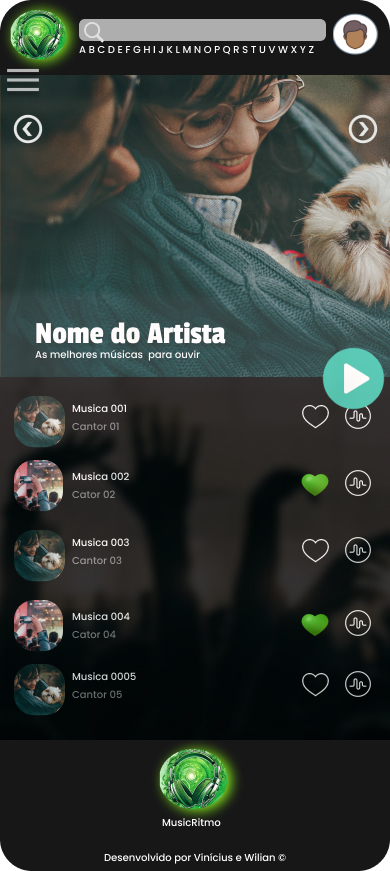 A B C D E F G H I J K L M N O P Q R S T U V W X Y Z
Nome do Artista
As melhores músicas para ouvir
Musica 001
Cantor 01
Musica 002
Cator 02
Musica 003
Cantor 03
Musica 004
Cator 04
Musica 0005
Cantor 05
MusicRitmo
Desenvolvido por Vinícius e Wilian ©